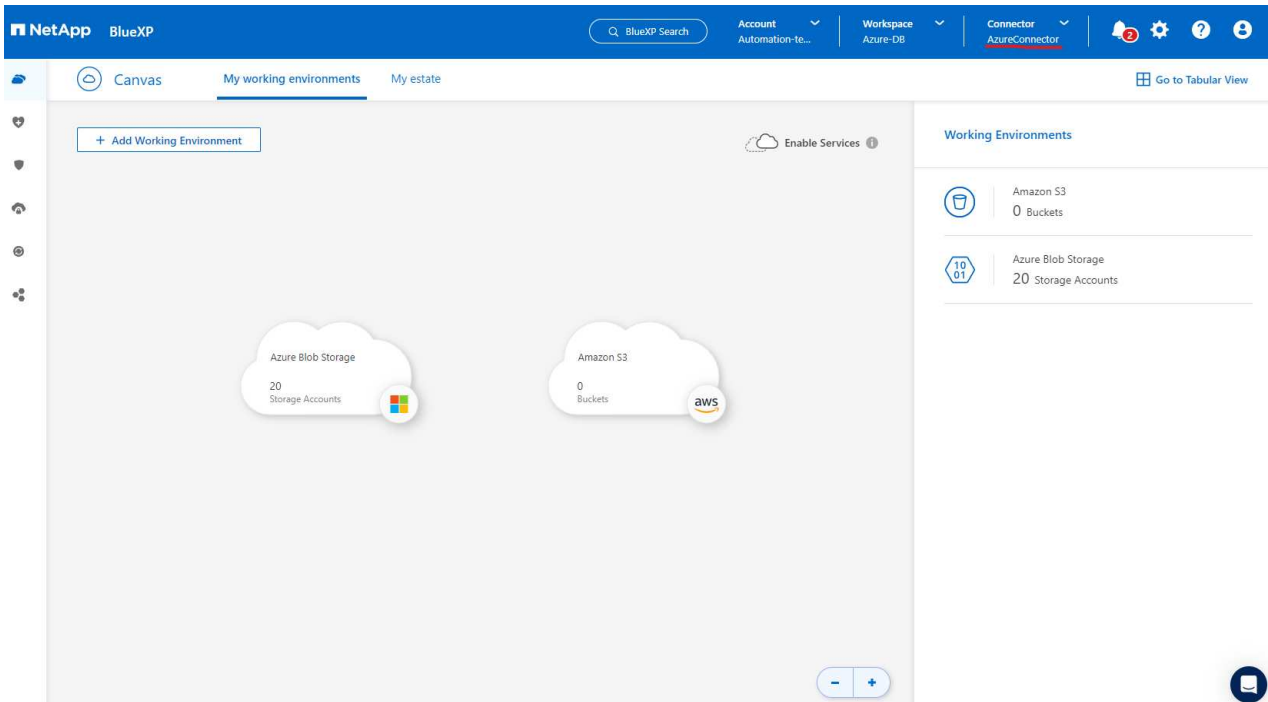 NetApp BlueXP
BlueXP Search
Account
Automation-te...
Workspace
Azure-DB
Connector
AzureConnector
2
Canvas
My working environments
My estate
Go to Tabular View
+ Add Working Environment
Enable Services
Working Environments
Amazon S3
0 Buckets
10
01
Azure Blob Storage
20 Storage Accounts
Azure Blob Storage
20
Storage Accounts
Amazon S3
0
Buckets
aws
- +